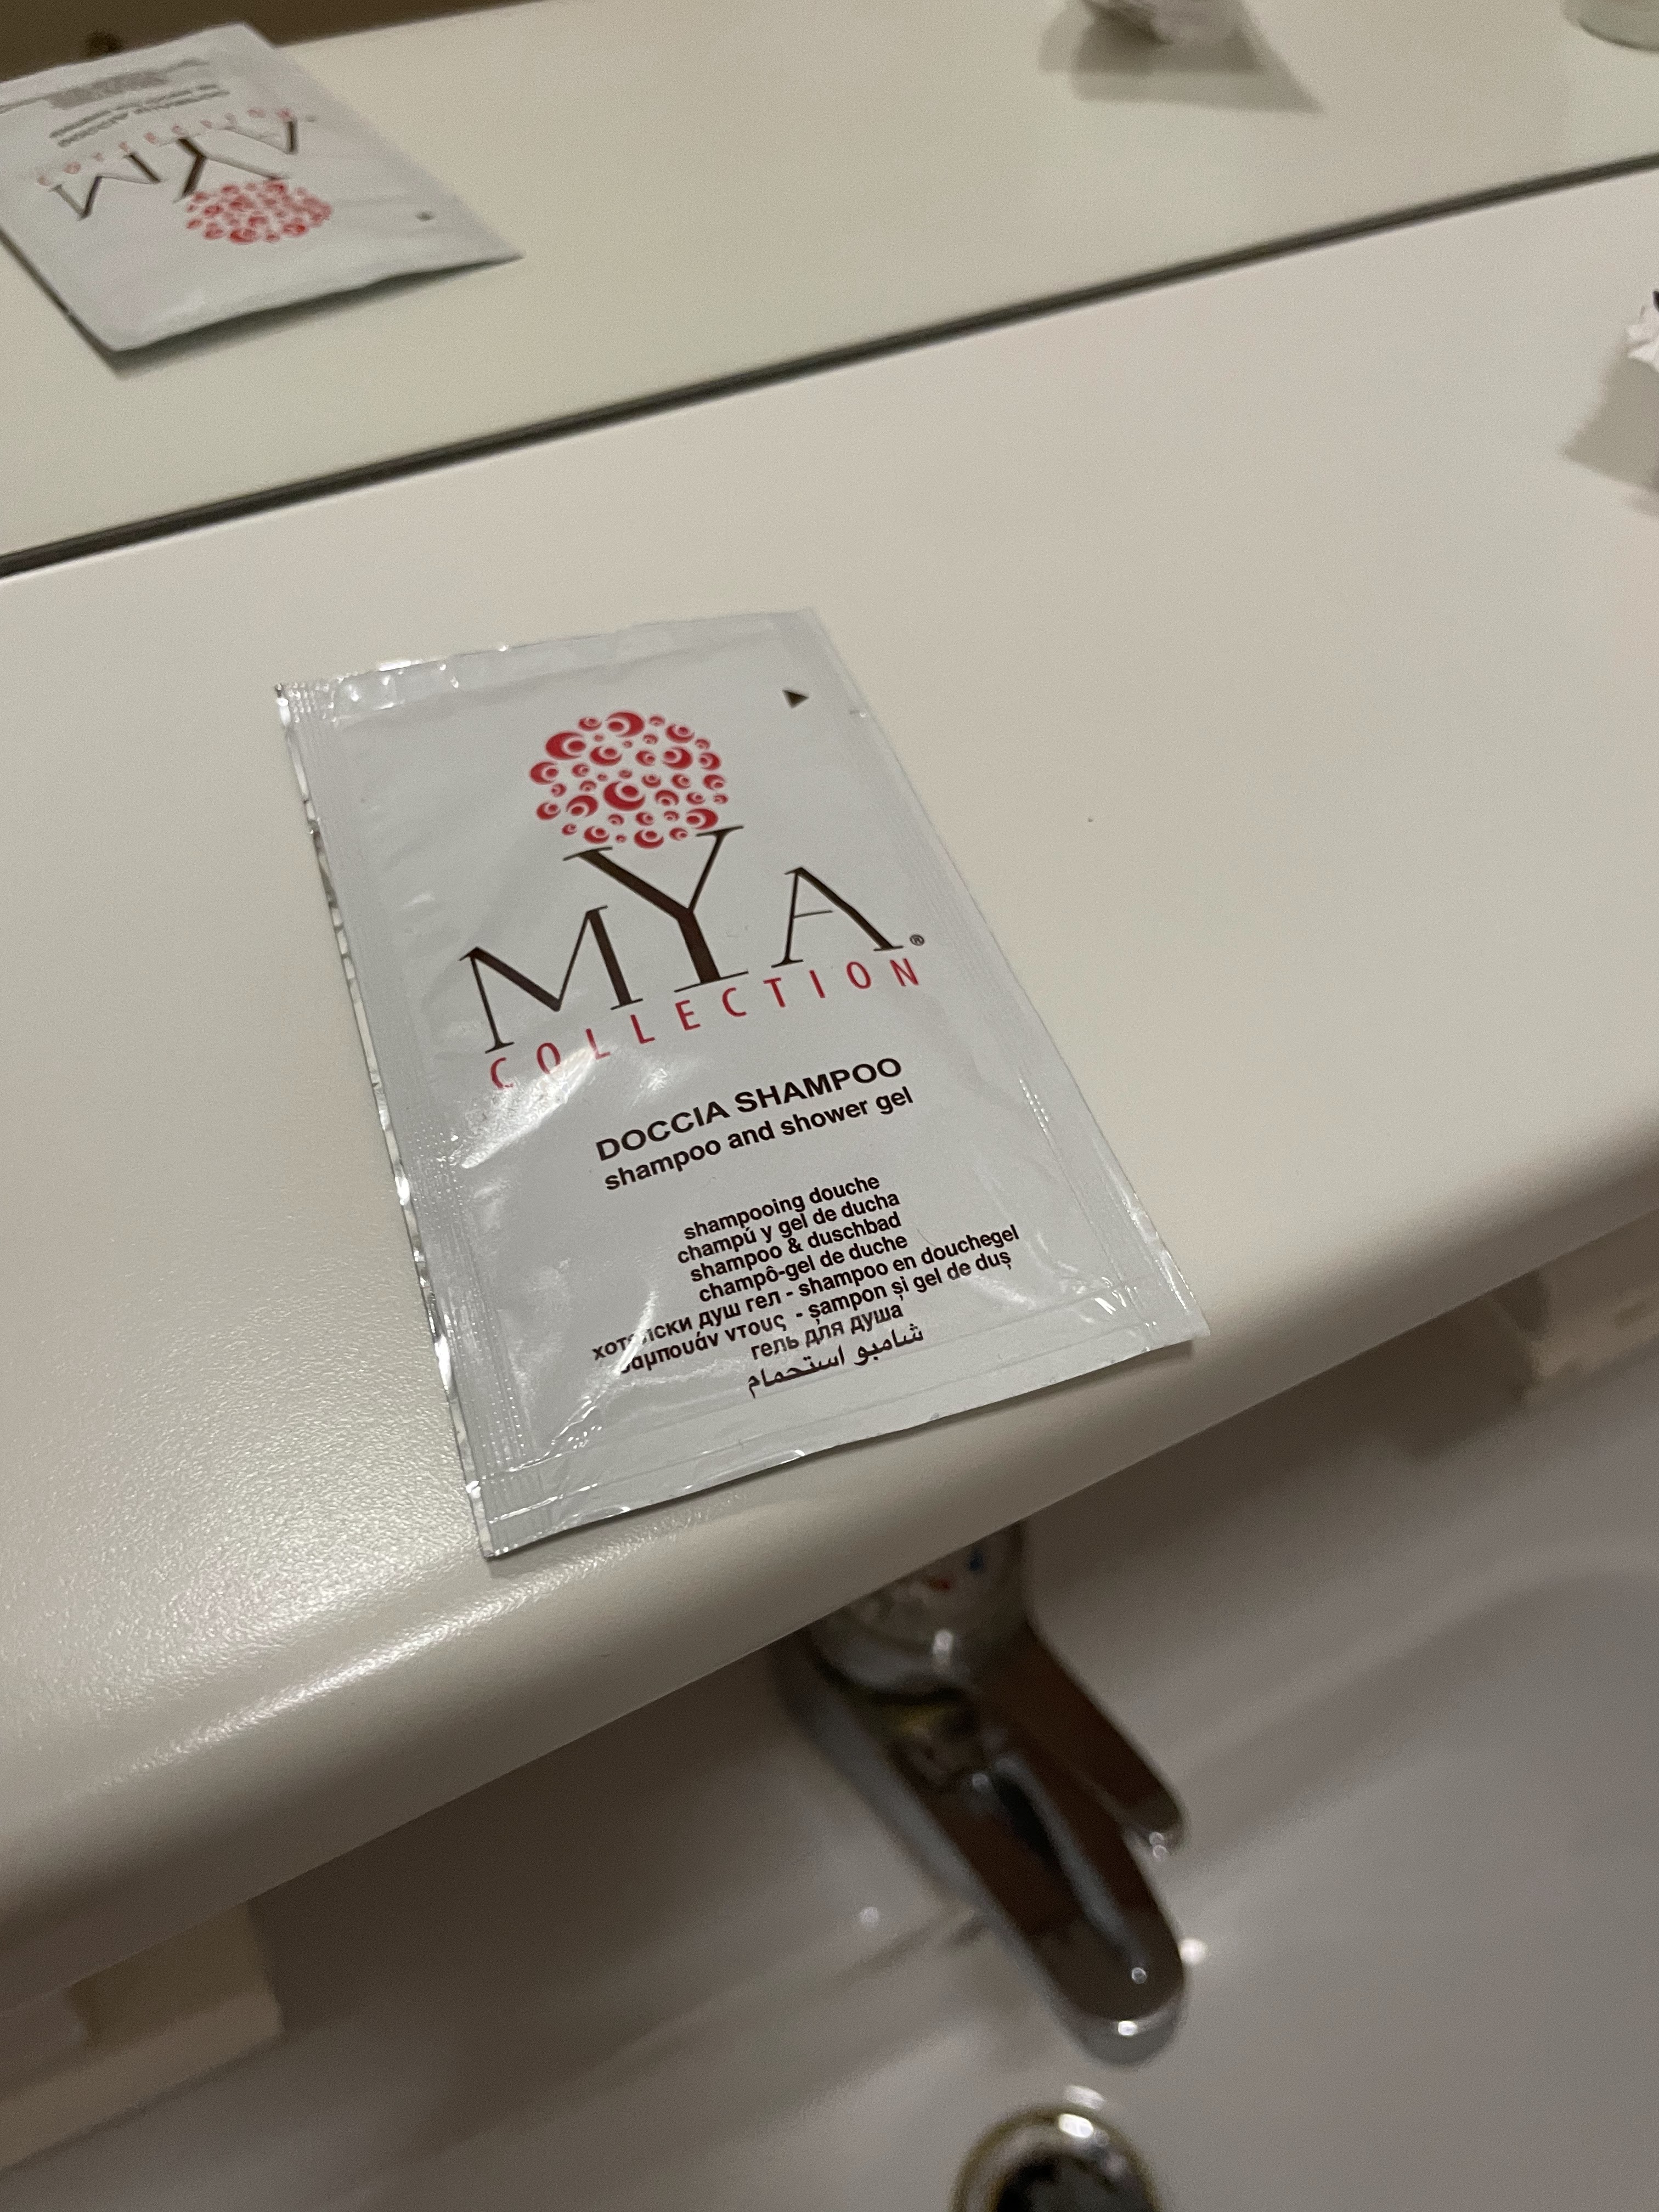 MYA®
COLLECTION
DOCCIA SHAMPOO
shampoo and shower gel
shampooing douche
champú y gel de ducha
shampoo & duschbad
champô-gel de duche
хотелски душ гел - shampoo en douchegel
σαμπουάν ντους - șampon și gel de duș
гель для душа
شامبو استحمام